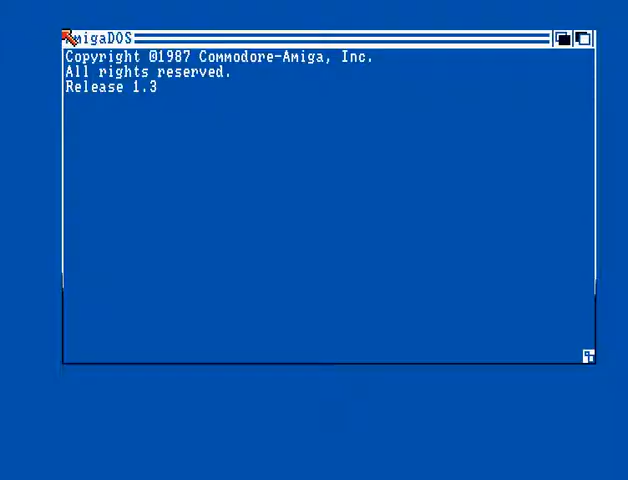 AmigaDOS
Copyright ©1987 Commodore-Amiga, Inc.
All rights reserved.
Release 1.3